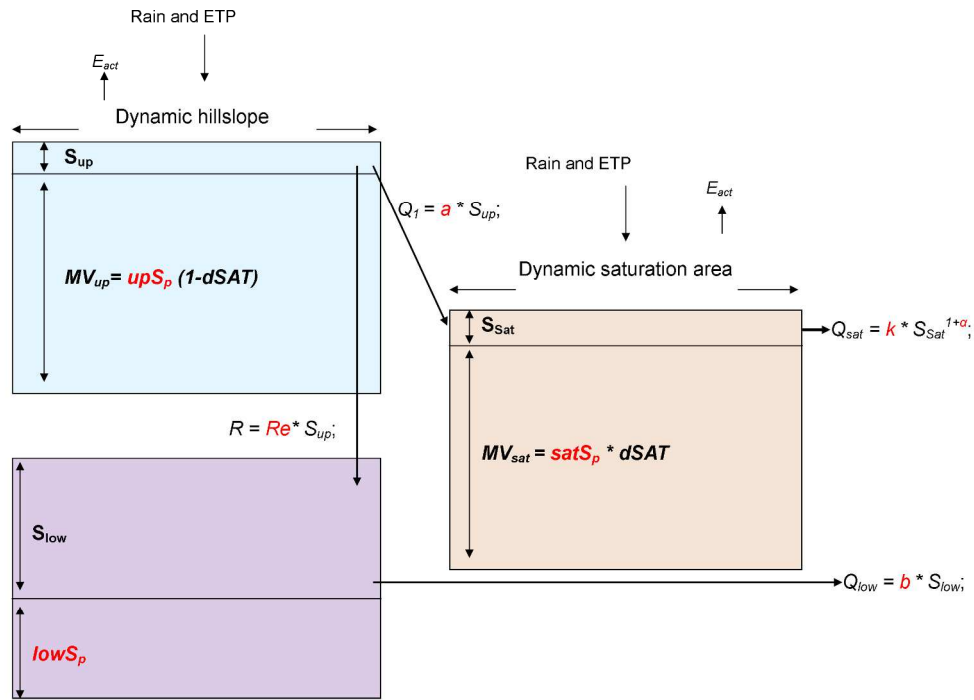 Rain and ETP
E_act
Dynamic hillslope
S_up
MV_up = upS_p (1-dSAT)
Q_1 = a * S_up;
Rain and ETP
E_act
Dynamic saturation area
S_Sat
Q_sat = k * S_Sat^1+α;
R = Re* S_up;
MV_sat = satS_p * dSAT
S_low
Q_low = b * S_low;
lowS_p